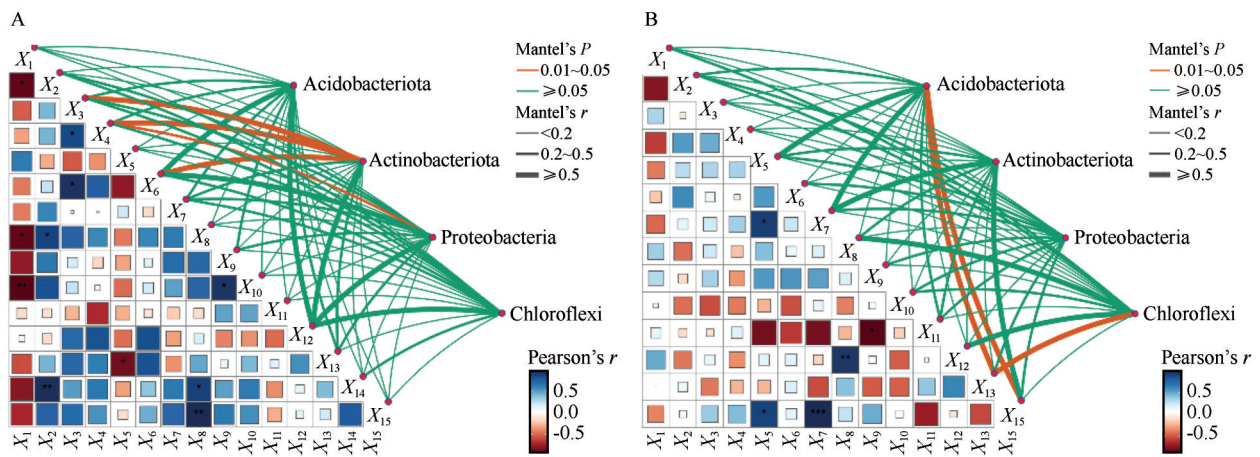 A
X₁
X₂
X₃
X₄
X₅
X₆
X₇
X₈
X₉
X₁₀
X₁₁
X₁₂
X₁₃
X₁₄
X₁₅
*
*
*
* *
** *
*
** *
**
Acidobacteriota
Actinobacteriota
Proteobacteria
Chloroflexi
Mantel's P
0.01~0.05
≥0.05
Mantel's r
<0.2
0.2~0.5
≥0.5
Pearson's r
0.5
0.0
-0.5
X₁ X₂ X₃ X₄ X₅ X₆ X₇ X₈ X₉ X₁₀ X₁₁ X₁₂ X₁₃ X₁₄ X₁₅
B
X₁
X₂
X₃
X₄
X₅
X₆
X₇
X₈
X₉
X₁₀
X₁₁
X₁₂
X₁₃
X₁₅
*
*
**
* ***
Acidobacteriota
Actinobacteriota
Proteobacteria
Chloroflexi
Mantel's P
0.01~0.05
≥0.05
Mantel's r
<0.2
0.2~0.5
≥0.5
Pearson's r
0.5
0.0
-0.5
X₁ X₂ X₃ X₄ X₅ X₆ X₇ X₈ X₉ X₁₀ X₁₁ X₁₂ X₁₃ X₁₅